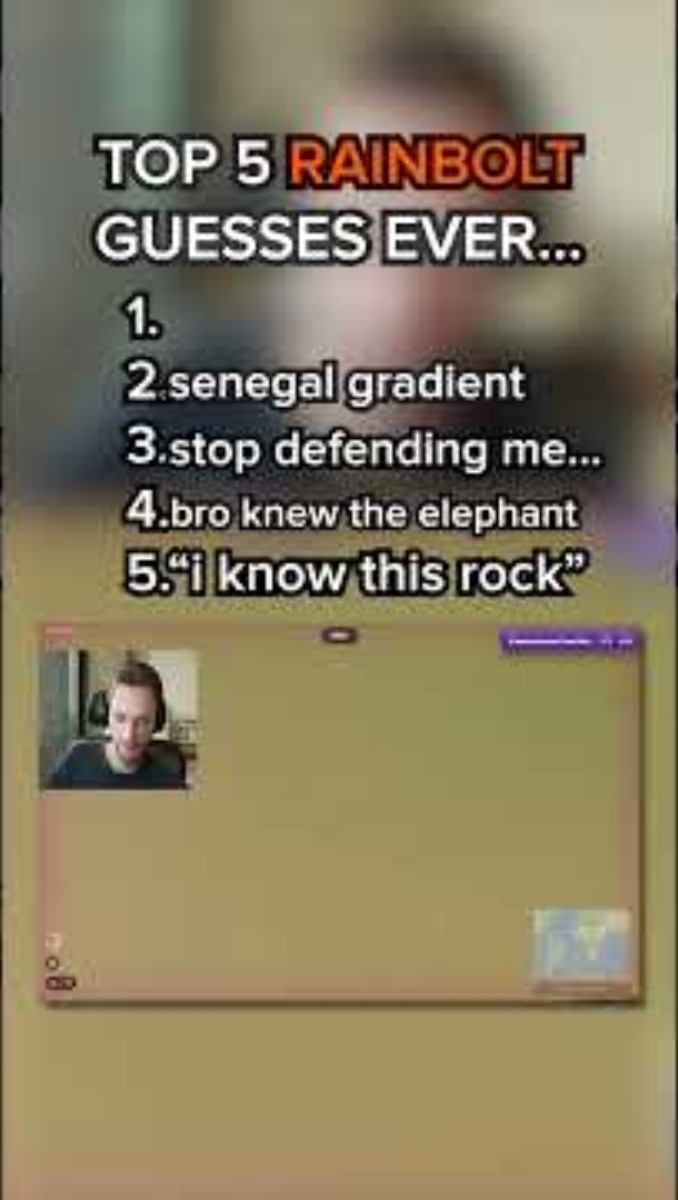 TOP 5 RAINBOLT
GUESSES EVER...
1.
2.senegal gradient
3.stop defending me...
4.bro knew the elephant
5.“i know this rock”